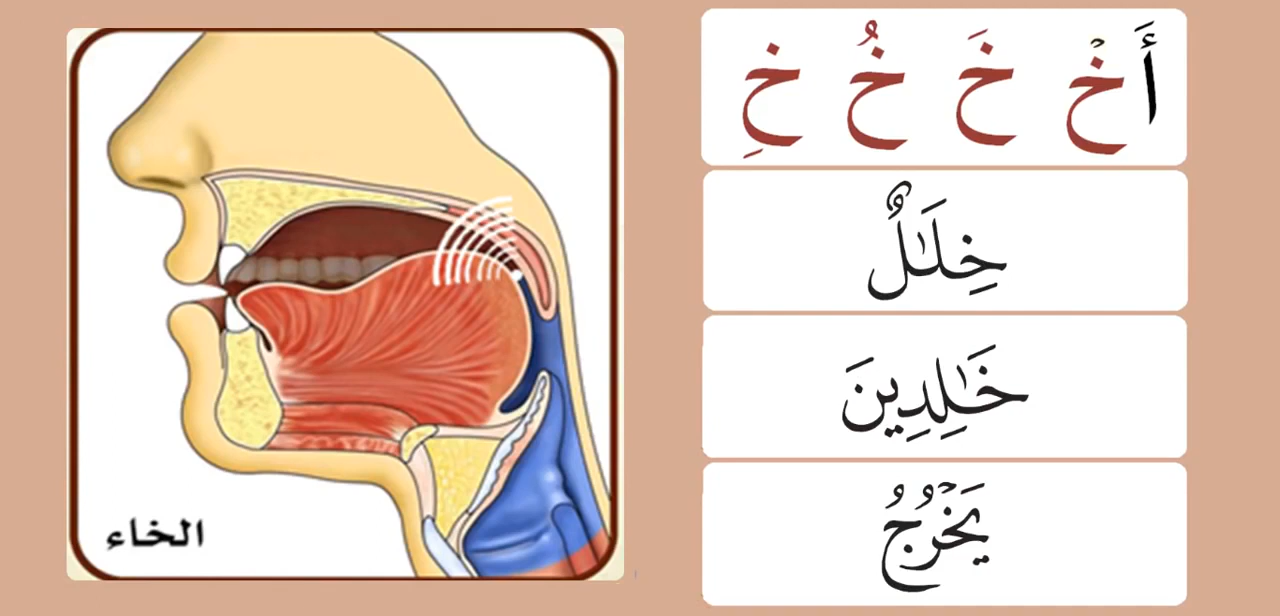 أَخۡ خَ خُ خِ
خِلَٰلٞ
خَٰلِدِينَ
يَخۡرُجُ
الخاء